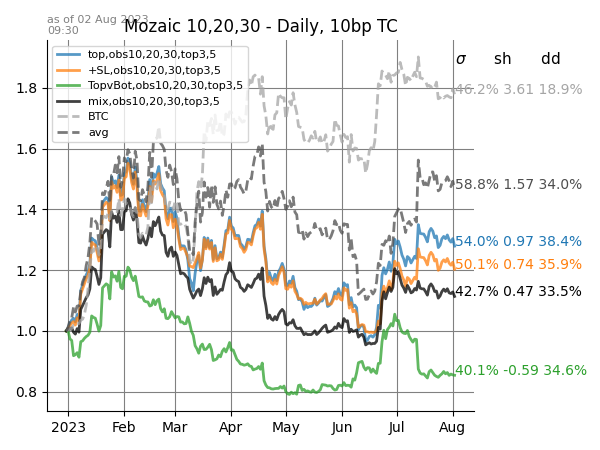 as of 02 Aug 2023
09:30
Mozaic 10,20,30 - Daily, 10bp TC
top,obs10,20,30,top3,5
+SL,obs10,20,30,top3,5
TopvBot,obs10,20,30,top3,5
mix,obs10,20,30,top3,5
BTC
avg
σ sh dd
46.2% 3.61 18.9%
58.8% 1.57 34.0%
54.0% 0.97 38.4%
50.1% 0.74 35.9%
42.7% 0.47 33.5%
40.1% -0.59 34.6%
1.8
1.6
1.4
1.2
1.0
0.8
2023 Feb Mar Apr May Jun Jul Aug